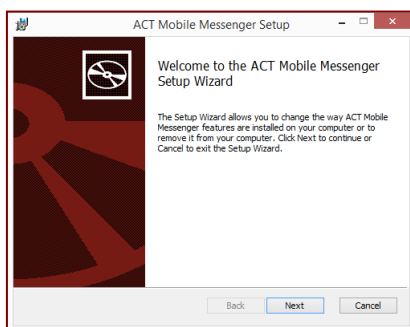 ACT Mobile Messenger Setup
Welcome to the ACT Mobile Messenger
Setup Wizard
The Setup Wizard allows you to change the way ACT Mobile
Messenger features are installed on your computer or to
remove it from your computer. Click Next to continue or
Cancel to exit the Setup Wizard.
Back Next Cancel